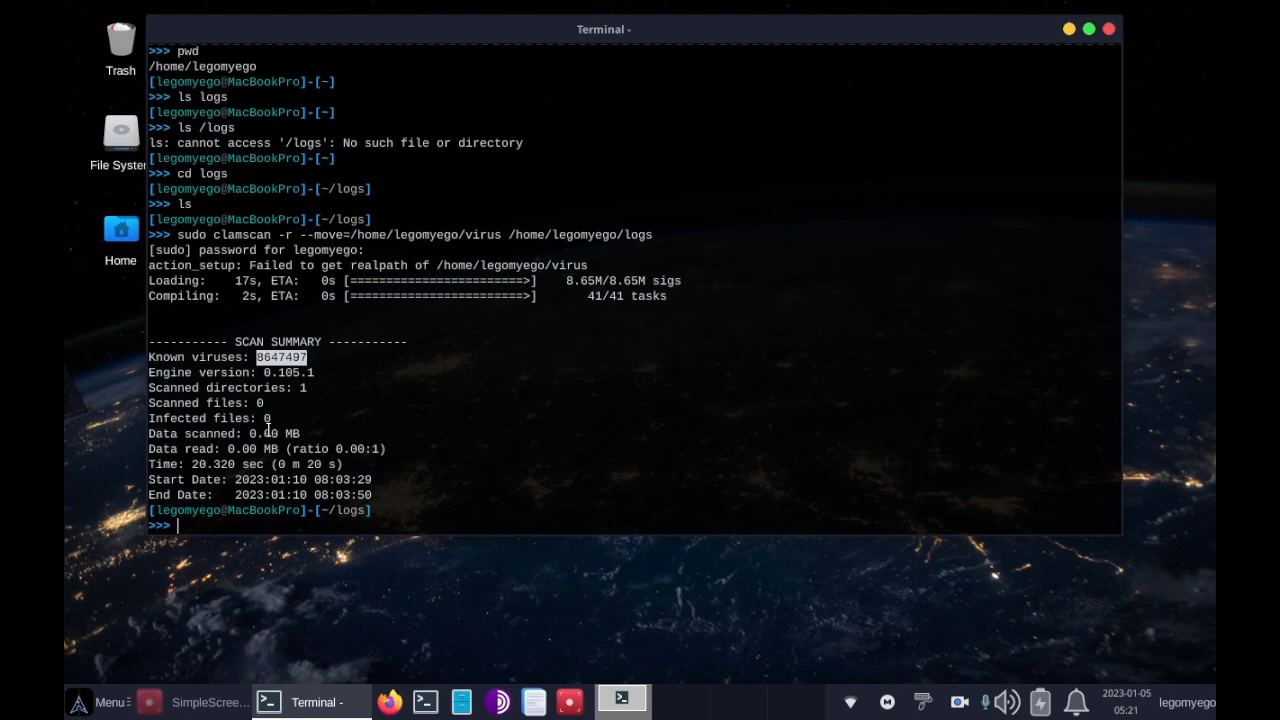 Terminal -
Trash
File Syster
Home
>>> pwd
/home/legomyego
[legomyego@MacBookPro]-[~]
>>> ls logs
[legomyego@MacBookPro]-[~]
>>> ls /logs
ls: cannot access '/logs': No such file or directory
[legomyego@MacBookPro]-[~]
>>> cd logs
[legomyego@MacBookPro]-[~/logs]
>>> ls
[legomyego@MacBookPro]-[~/logs]
>>> sudo clamscan -r --move=/home/legomyego/virus /home/legomyego/logs
[sudo] password for legomyego:
action_setup: Failed to get realpath of /home/legomyego/virus
Loading:    17s, ETA:   0s [========================>]    8.65M/8.65M sigs
Compiling:   2s, ETA:   0s [========================>]       41/41 tasks
----------- SCAN SUMMARY -----------
Known viruses: 8647497
Engine version: 0.105.1
Scanned directories: 1
Scanned files: 0
Infected files: 0
Data scanned: 0.00 MB
Data read: 0.00 MB (ratio 0.00:1)
Time: 20.320 sec (0 m 20 s)
Start Date: 2023:01:10 08:03:29
End Date:   2023:01:10 08:03:50
[legomyego@MacBookPro]-[~/logs]
>>>
Menu
SimpleScree...
Terminal -
2023-01-05
05:21
legomyego